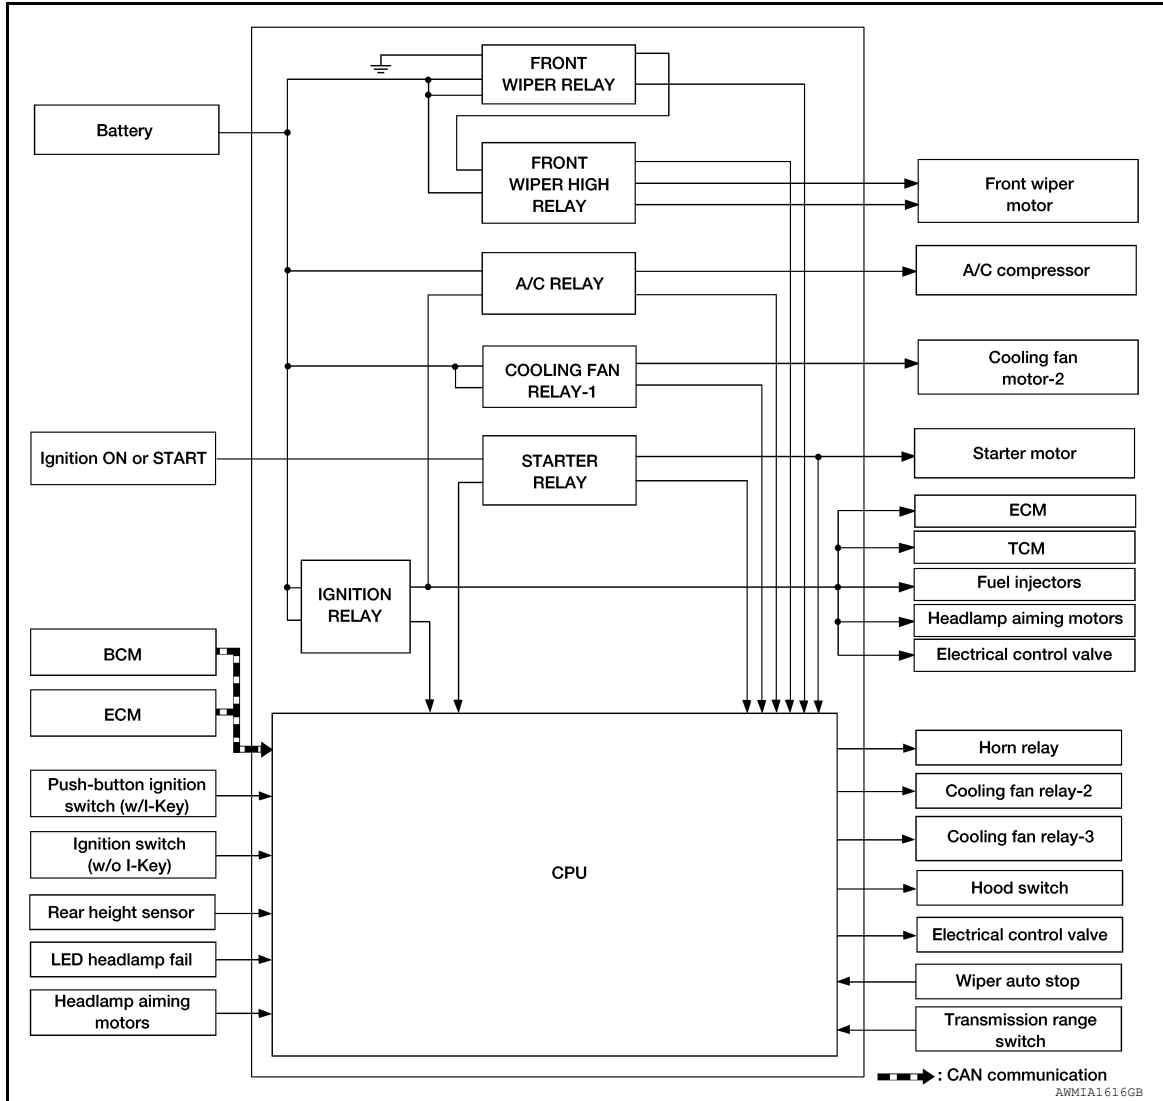 FRONT
WIPER RELAY
Battery
FRONT
WIPER HIGH
RELAY
Front wiper
motor
A/C RELAY
A/C compressor
COOLING FAN
RELAY-1
Cooling fan
motor-2
Ignition ON or START
STARTER
RELAY
Starter motor
ECM
TCM
IGNITION
RELAY
Fuel injectors
Headlamp aiming motors
Electrical control valve
BCM
ECM
Push-button ignition
switch (w/I-Key)
Ignition switch
(w/o I-Key)
Rear height sensor
LED headlamp fail
Headlamp aiming
motors
CPU
Horn relay
Cooling fan relay-2
Cooling fan relay-3
Hood switch
Electrical control valve
Wiper auto stop
Transmission range
switch
: CAN communication
AWMIA1616GB